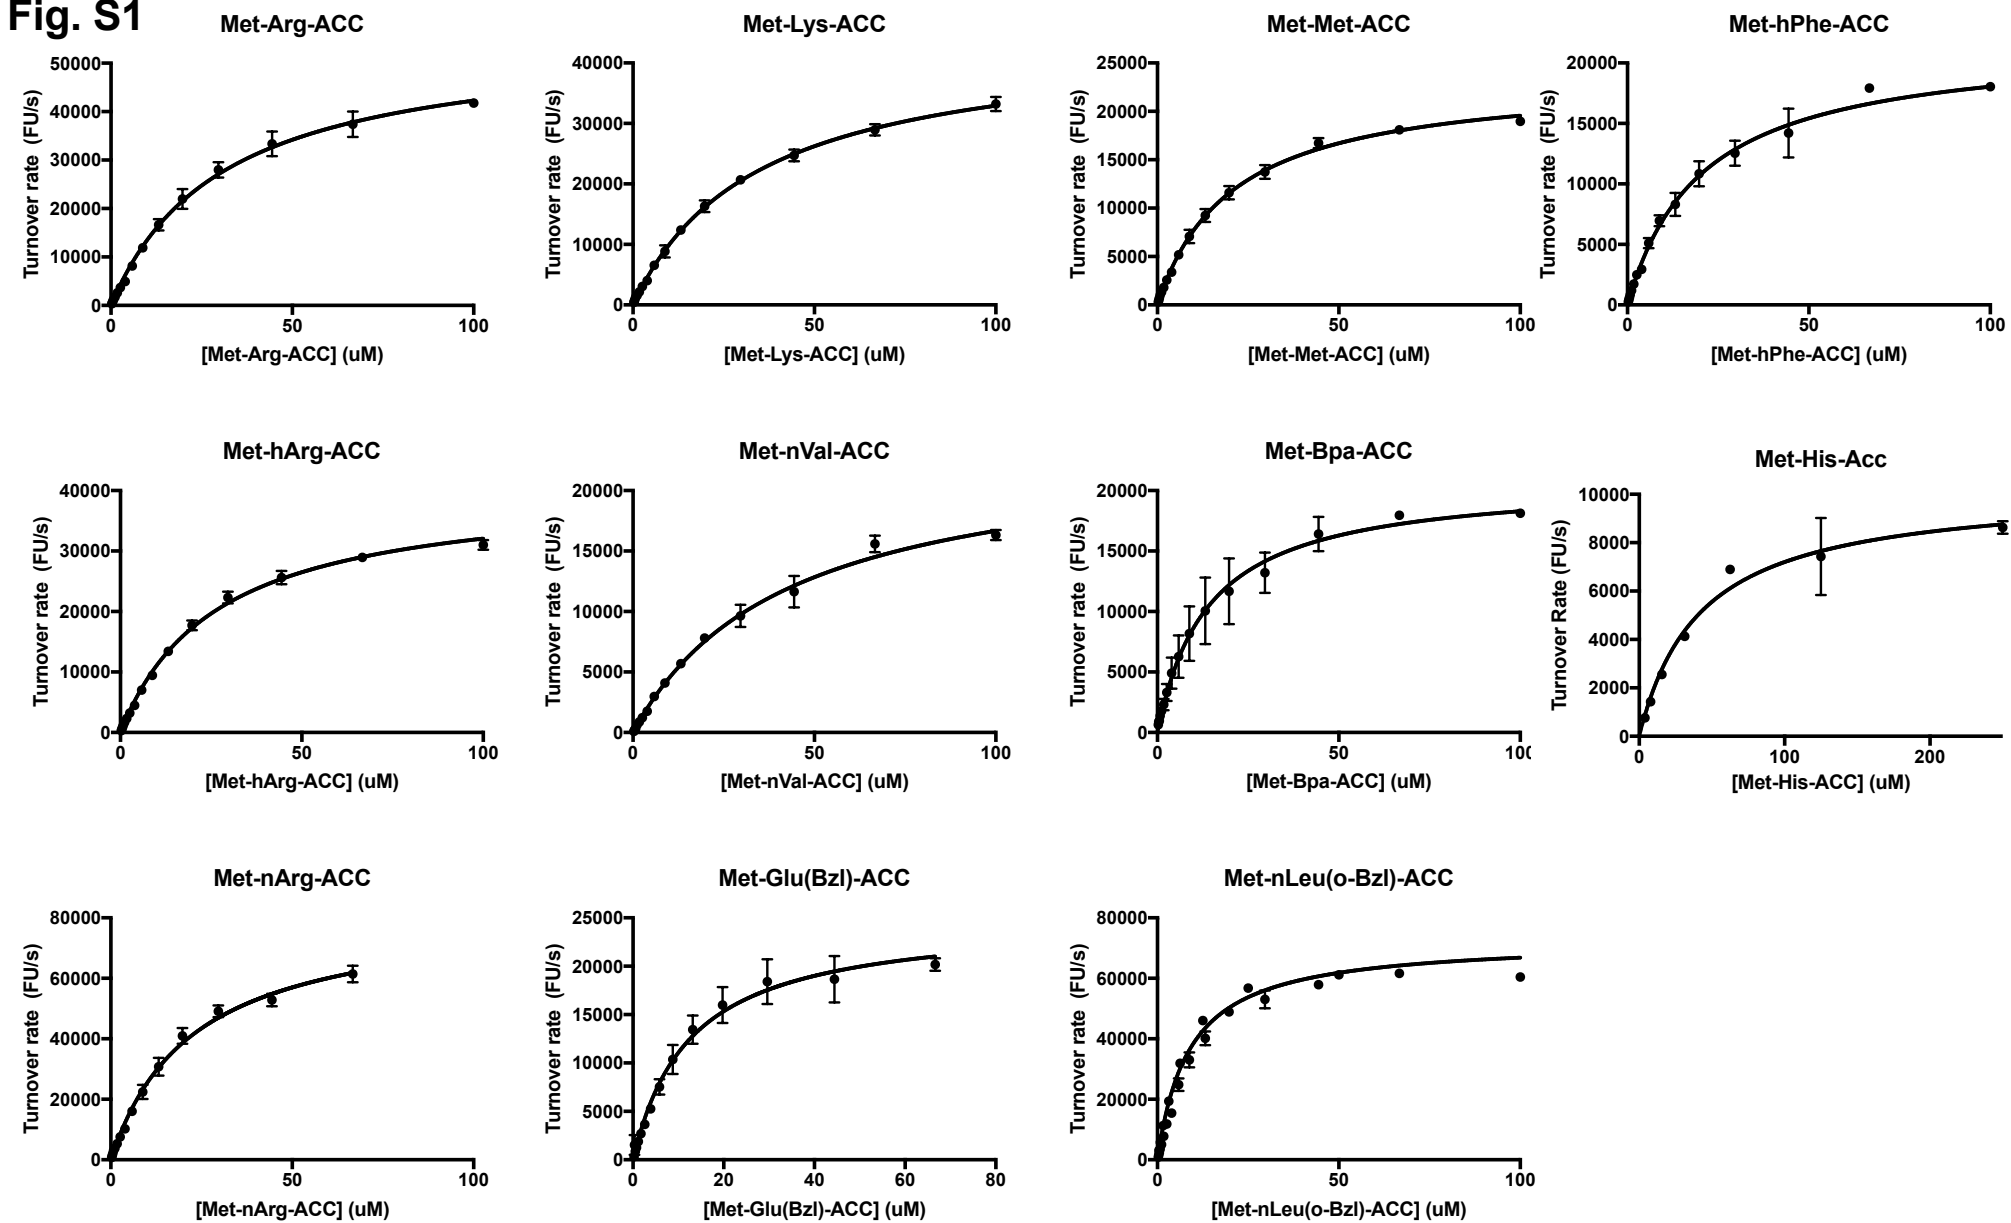 Fig. S1
Met-Arg-ACC
50000
40000
30000
20000
10000
0
Turnover rate (FU/s)
0 50 100
[Met-Arg-ACC] (uM)
Met-Lys-ACC
40000
30000
20000
10000
0
Turnover rate (FU/s)
0 50 100
[Met-Lys-ACC] (uM)
Met-Met-ACC
25000
20000
15000
10000
5000
0
Turnover rate (FU/s)
0 50 100
[Met-Met-ACC] (uM)
Met-hPhe-ACC
20000
15000
10000
5000
0
Turnover rate (FU/s)
0 50 100
[Met-hPhe-ACC] (uM)
Met-hArg-ACC
40000
30000
20000
10000
0
Turnover rate (FU/s)
0 50 100
[Met-hArg-ACC] (uM)
Met-nVal-ACC
20000
15000
10000
5000
0
Turnover rate (FU/s)
0 50 100
[Met-nVal-ACC] (uM)
Met-Bpa-ACC
20000
15000
10000
5000
0
Turnover rate (FU/s)
0 50 100
[Met-Bpa-ACC] (uM)
Met-His-Acc
10000
8000
6000
4000
2000
0
Turnover Rate (FU/s)
0 100 200
[Met-His-ACC] (uM)
Met-nArg-ACC
80000
60000
40000
20000
0
Turnover rate (FU/s)
0 50 100
[Met-nArg-ACC] (uM)
Met-Glu(Bzl)-ACC
25000
20000
15000
10000
5000
0
Turnover rate (FU/s)
0 20 40 60 80
[Met-Glu(Bzl)-ACC] (uM)
Met-nLeu(o-Bzl)-ACC
80000
60000
40000
20000
0
Turnover rate (FU/s)
0 50 100
[Met-nLeu(o-Bzl)-ACC] (uM)